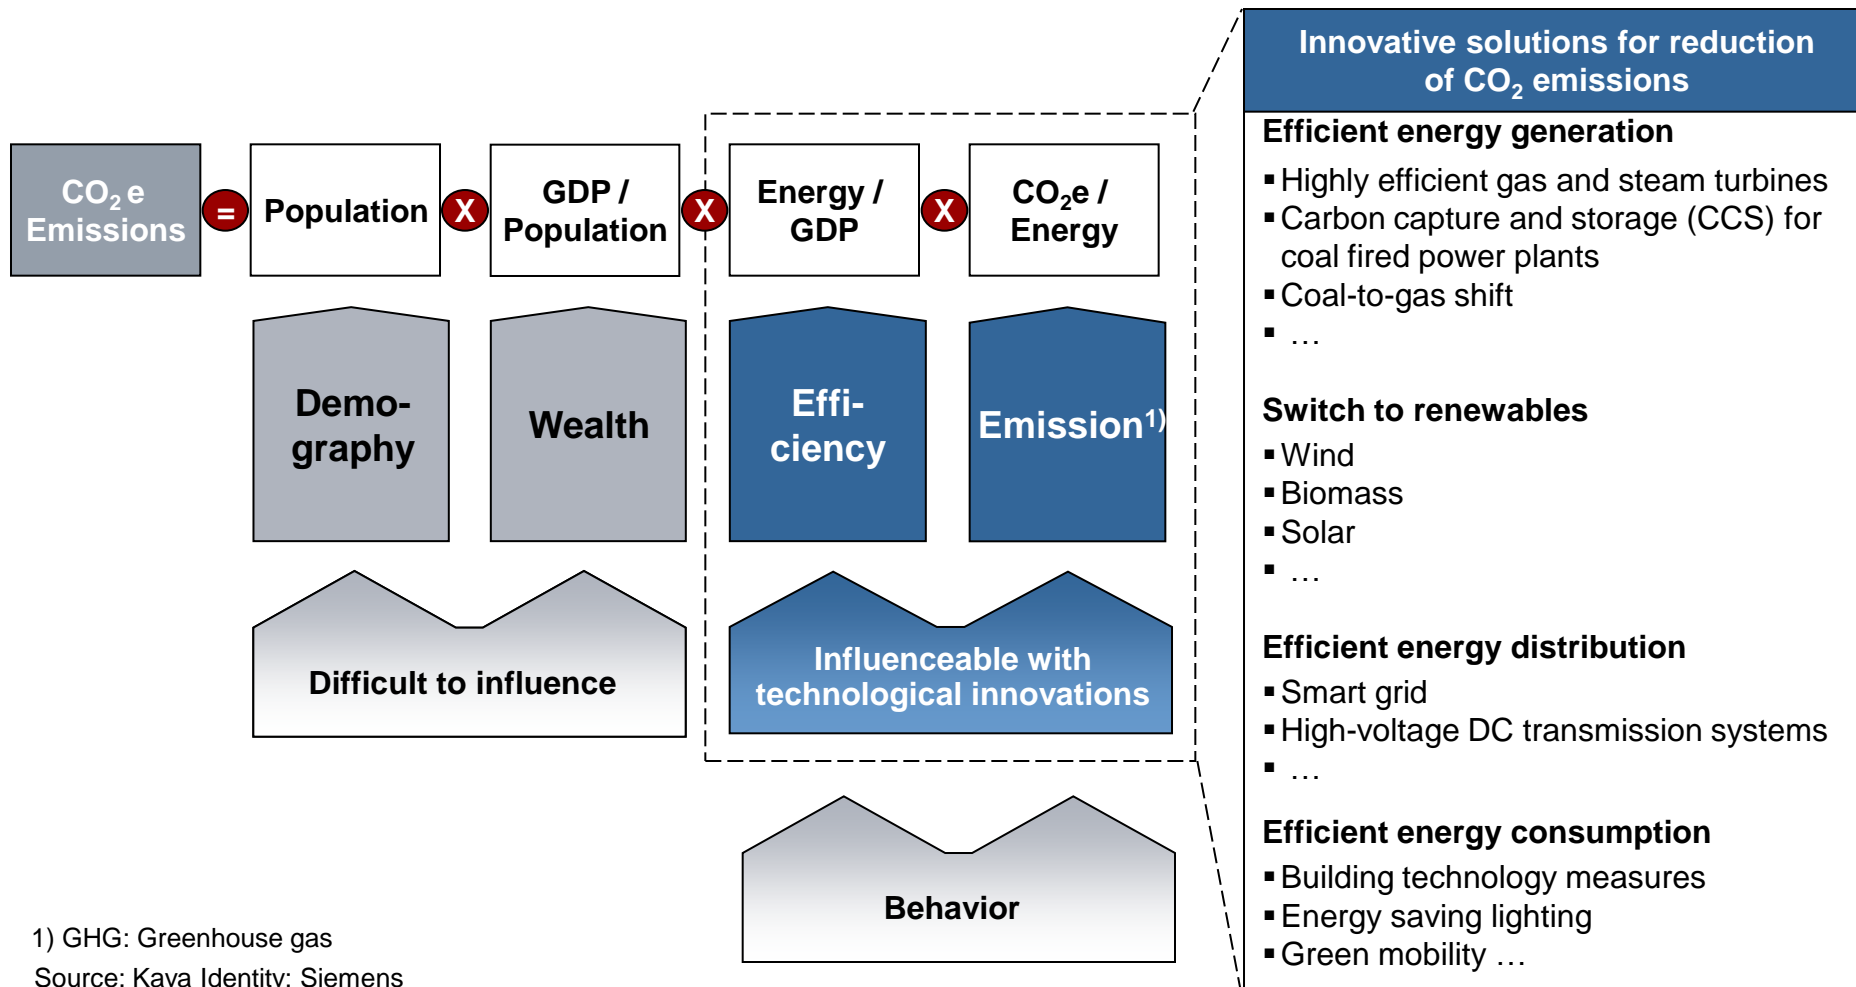 CO2e
Emissions
=
Population
X
GDP /
Population
X
Energy /
GDP
X
CO2e /
Energy
Demo-
graphy
Wealth
Effi-
ciency
Emission1)
Difficult to influence
Influenceable with
technological innovations
Behavior
1) GHG: Greenhouse gas
Source: Kaya Identity; Siemens
Innovative solutions for reduction
of CO2 emissions
Efficient energy generation
▪ Highly efficient gas and steam turbines
▪ Carbon capture and storage (CCS) for
coal fired power plants
▪ Coal-to-gas shift
▪ …
Switch to renewables
▪ Wind
▪ Biomass
▪ Solar
▪ …
Efficient energy distribution
▪ Smart grid
▪ High-voltage DC transmission systems
▪ …
Efficient energy consumption
▪ Building technology measures
▪ Energy saving lighting
▪ Green mobility …